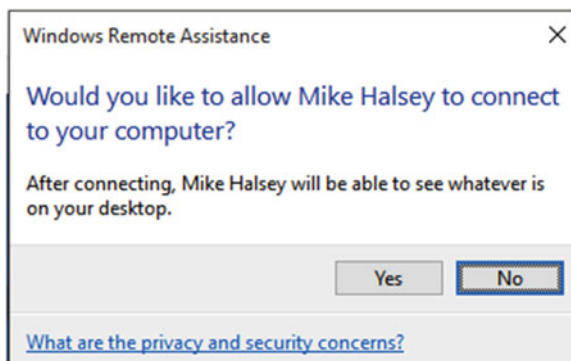 Windows Remote Assistance
Would you like to allow Mike Halsey to connect
to your computer?
After connecting, Mike Halsey will be able to see whatever is
on your desktop.
Yes No
What are the privacy and security concerns?